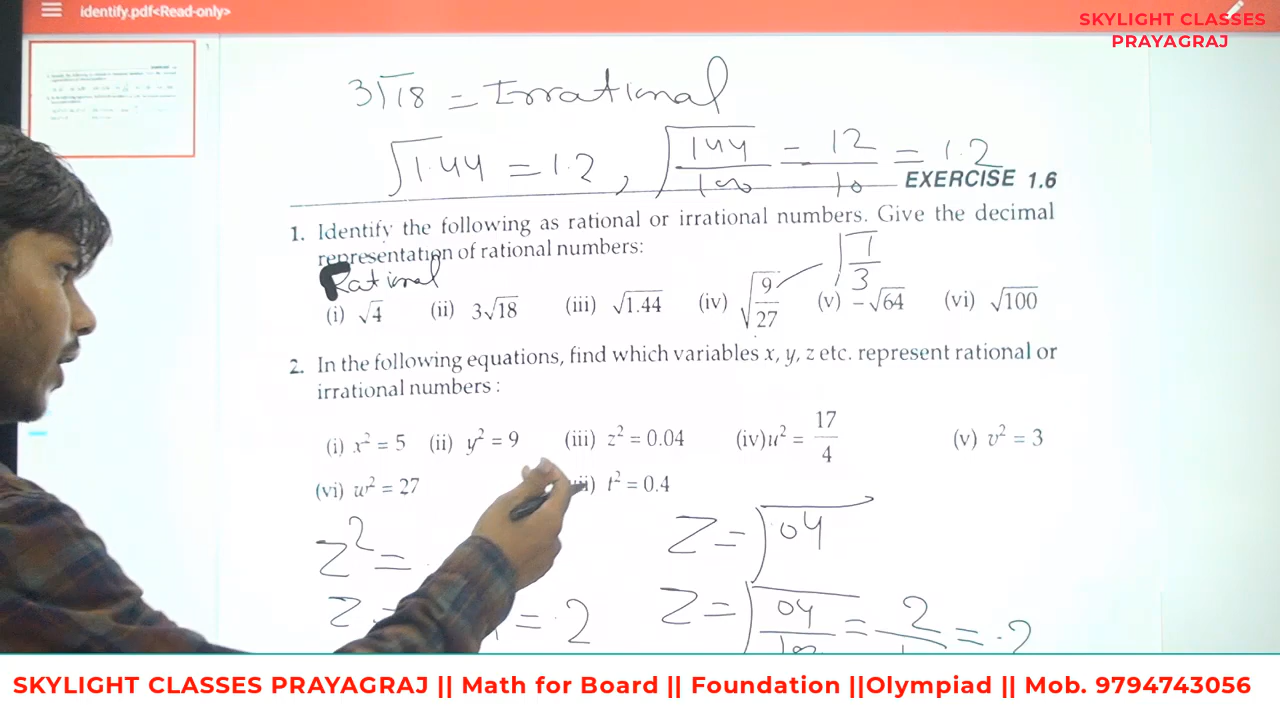 identify.pdf<Read-only>
SKYLIGHT CLASSES
PRAYAGRAJ
1
3√18 = Irrational
√1.44 = 1.2 , √144/100 = 12/10 = 1.2
EXERCISE 1.6
1. Identify the following as rational or irrational numbers. Give the decimal
representation of rational numbers:
Rational
√1/3
(i) √4 (ii) 3√18 (iii) √1.44 (iv) √9/27 (v) −√64 (vi) √100
2. In the following equations, find which variables x, y, z etc. represent rational or
irrational numbers :
(i) x² = 5 (ii) y² = 9 (iii) z² = 0.04 (iv) u² = 17/4 (v) v² = 3
(vi) w² = 27 t² = 0.4
z² = 
z = √.04
z = = .2
z = √04/100 = 2/ = .2
SKYLIGHT CLASSES PRAYAGRAJ || Math for Board || Foundation ||Olympiad || Mob. 9794743056